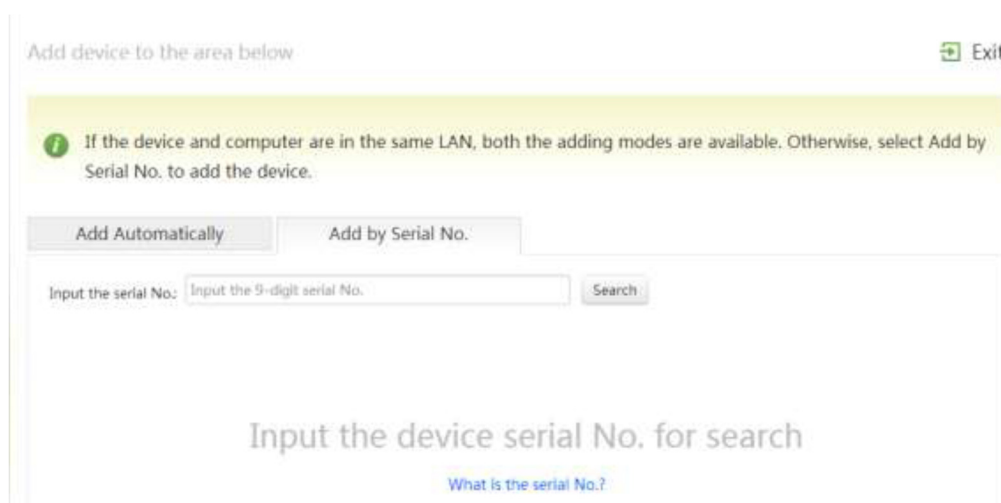 Add device to the area below
Exit
If the device and computer are in the same LAN, both the adding modes are available. Otherwise, select Add by
Serial No. to add the device.
Add Automatically
Add by Serial No.
Input the serial No.:
Input the 9-digit serial No.
Search
Input the device serial No. for search
What is the serial No.?